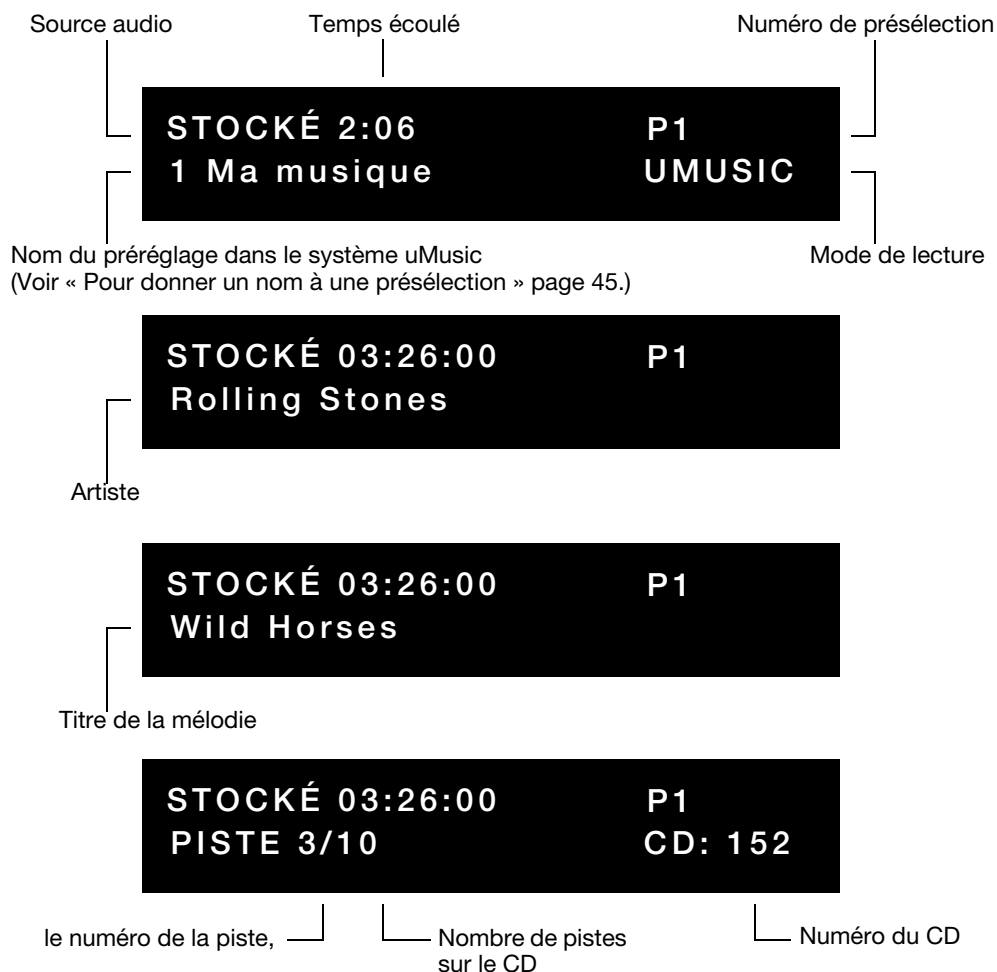 Source audio Temps écoulé Numéro de présélection
STOCKÉ 2:06 P1
1 Ma musique UMUSIC
Nom du préréglage dans le système uMusic Mode de lecture
(Voir « Pour donner un nom à une présélection » page 45.)
STOCKÉ 03:26:00 P1
Rolling Stones
Artiste
STOCKÉ 03:26:00 P1
Wild Horses
Titre de la mélodie
STOCKÉ 03:26:00 P1
PISTE 3/10 CD: 152
le numéro de la piste, Nombre de pistes Numéro du CD
sur le CD